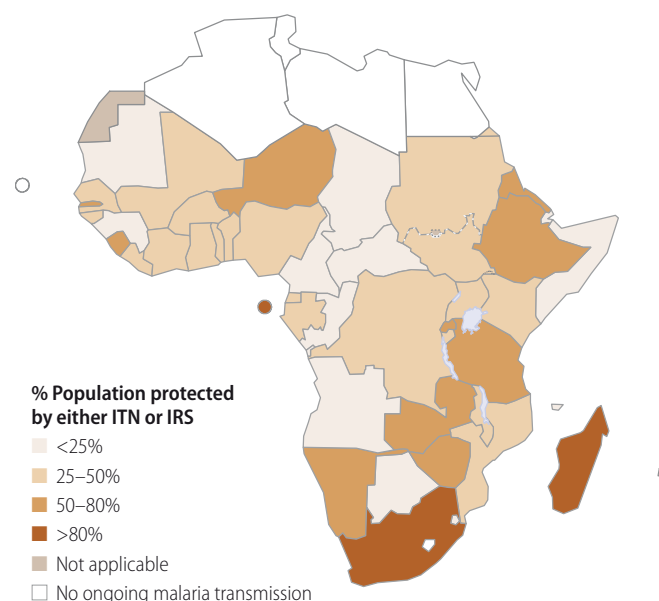 % Population protected
by either ITN or IRS
<25%
25–50%
50–80%
>80%
Not applicable
No ongoing malaria transmission